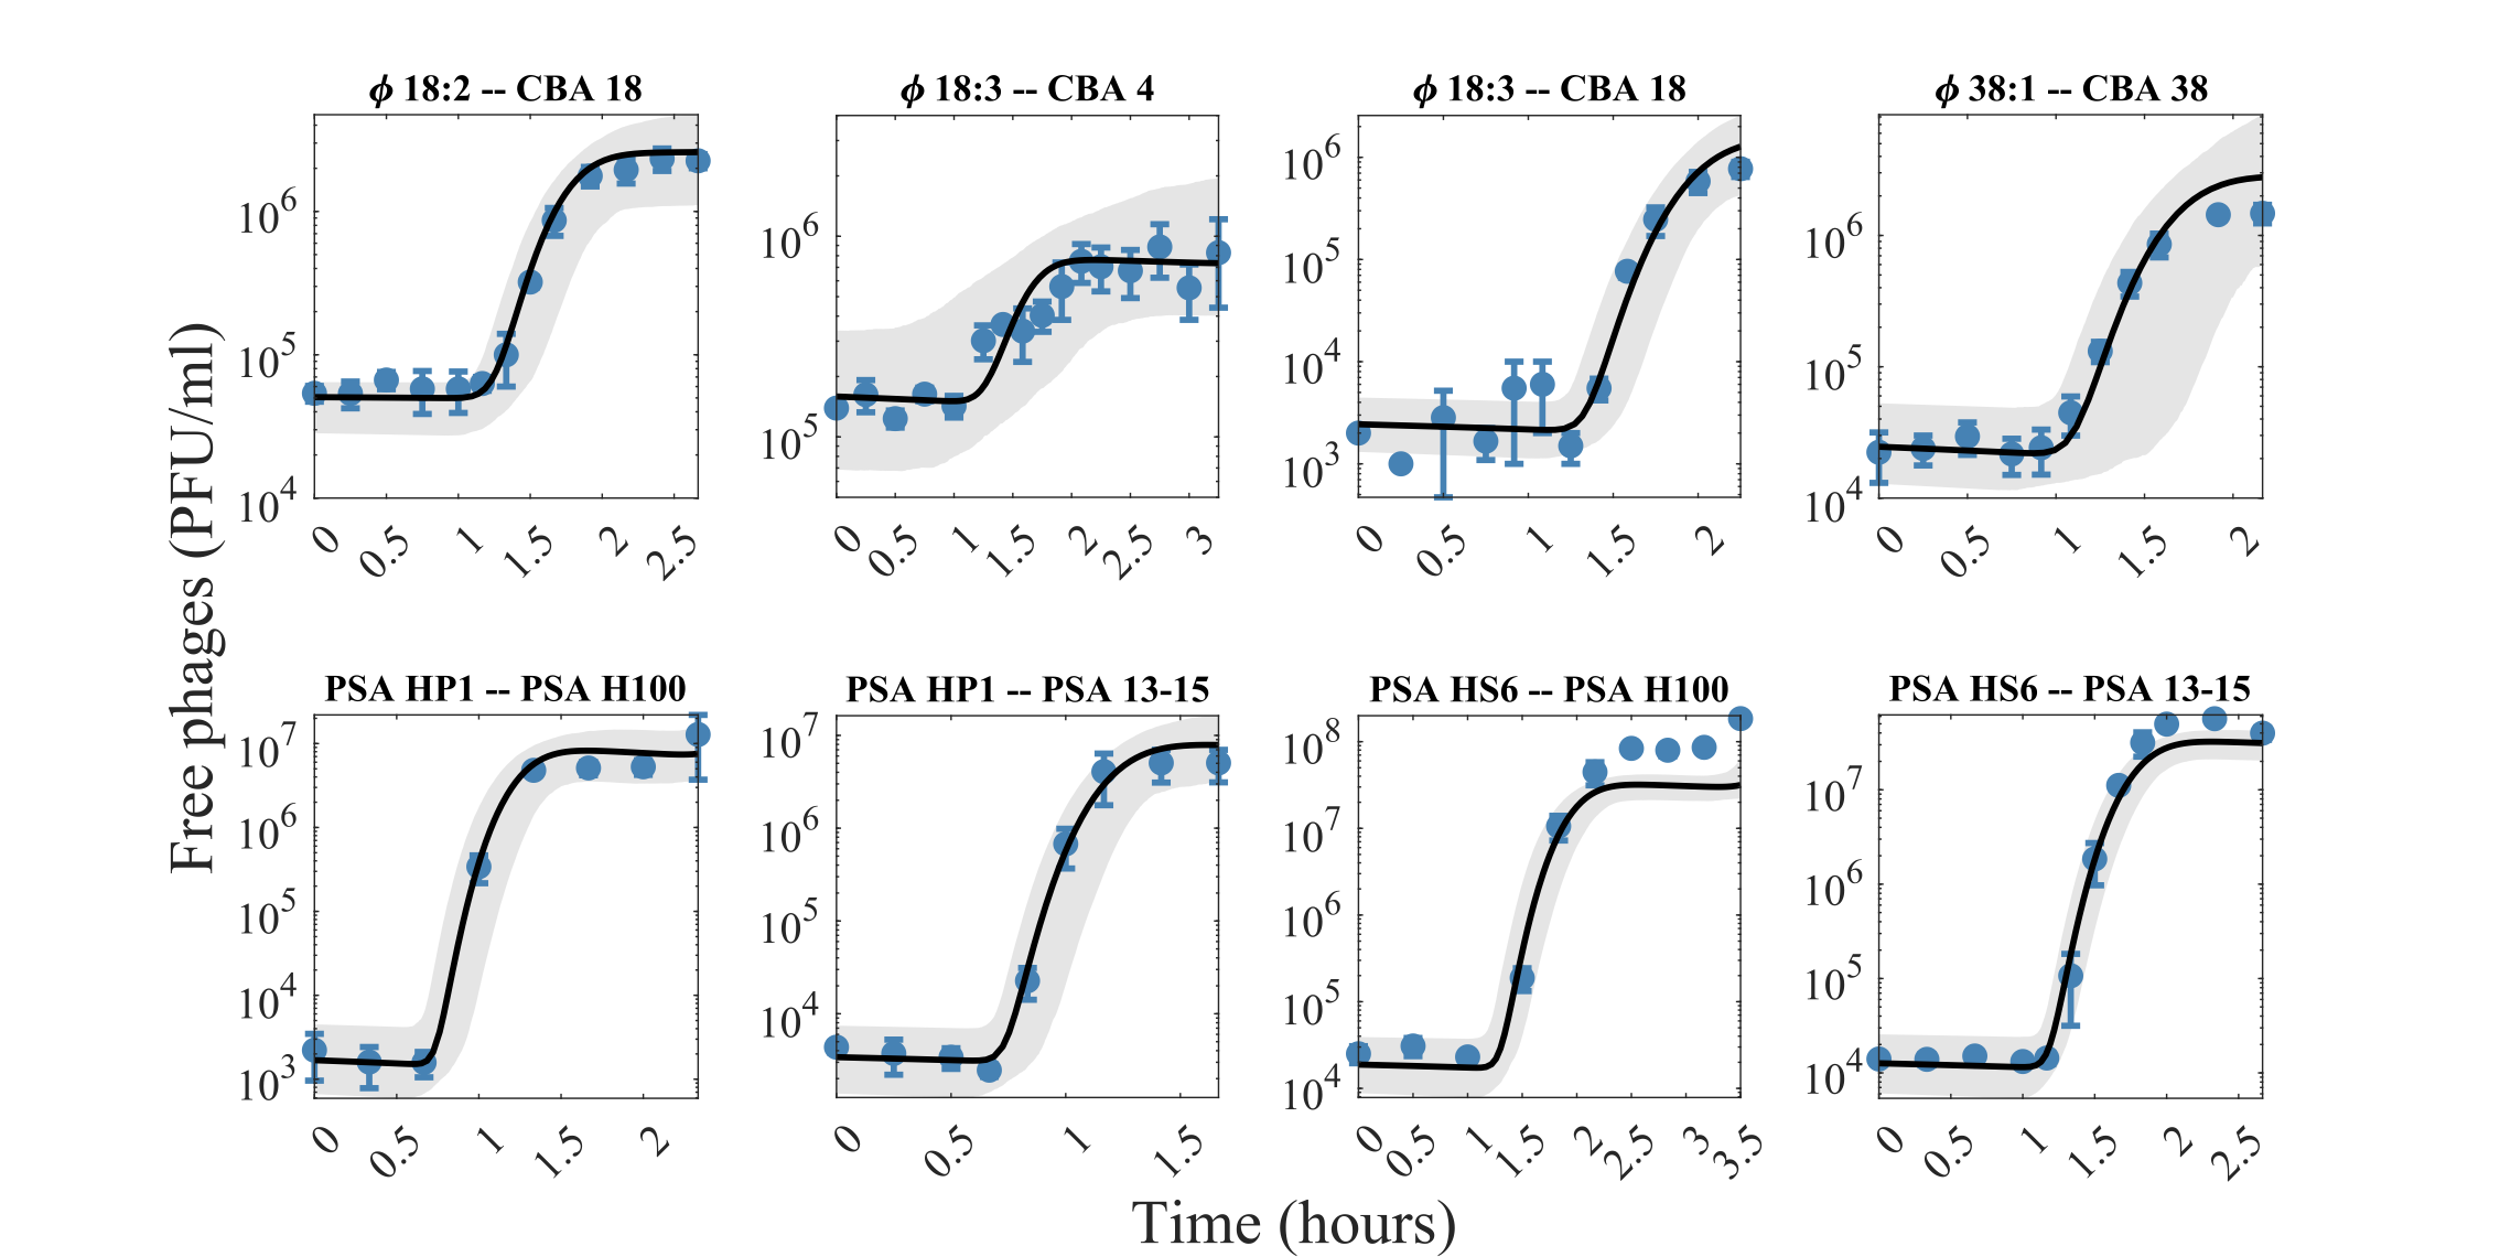 ϕ 18:2 -- CBA 18
ϕ 18:3 -- CBA 4
ϕ 18:3 -- CBA 18
ϕ 38:1 -- CBA 38
10^6
10^5
10^4
0 0.5 1 1.5 2 2.5
10^6
10^5
0 0.5 1 1.5 2 2.5 3
10^6
10^5
10^4
10^3
0 0.5 1 1.5 2
10^6
10^5
10^4
0 0.5 1 1.5 2
Free phages (PFU/ml)
PSA HP1 -- PSA H100
PSA HP1 -- PSA 13-15
PSA HS6 -- PSA H100
PSA HS6 -- PSA 13-15
10^7
10^6
10^5
10^4
10^3
0 0.5 1 1.5 2
10^7
10^6
10^5
10^4
0 0.5 1 1.5
10^8
10^7
10^6
10^5
10^4
0 0.5 1 1.5 2 2.5 3 3.5
10^7
10^6
10^5
10^4
0 0.5 1 1.5 2 2.5
Time (hours)